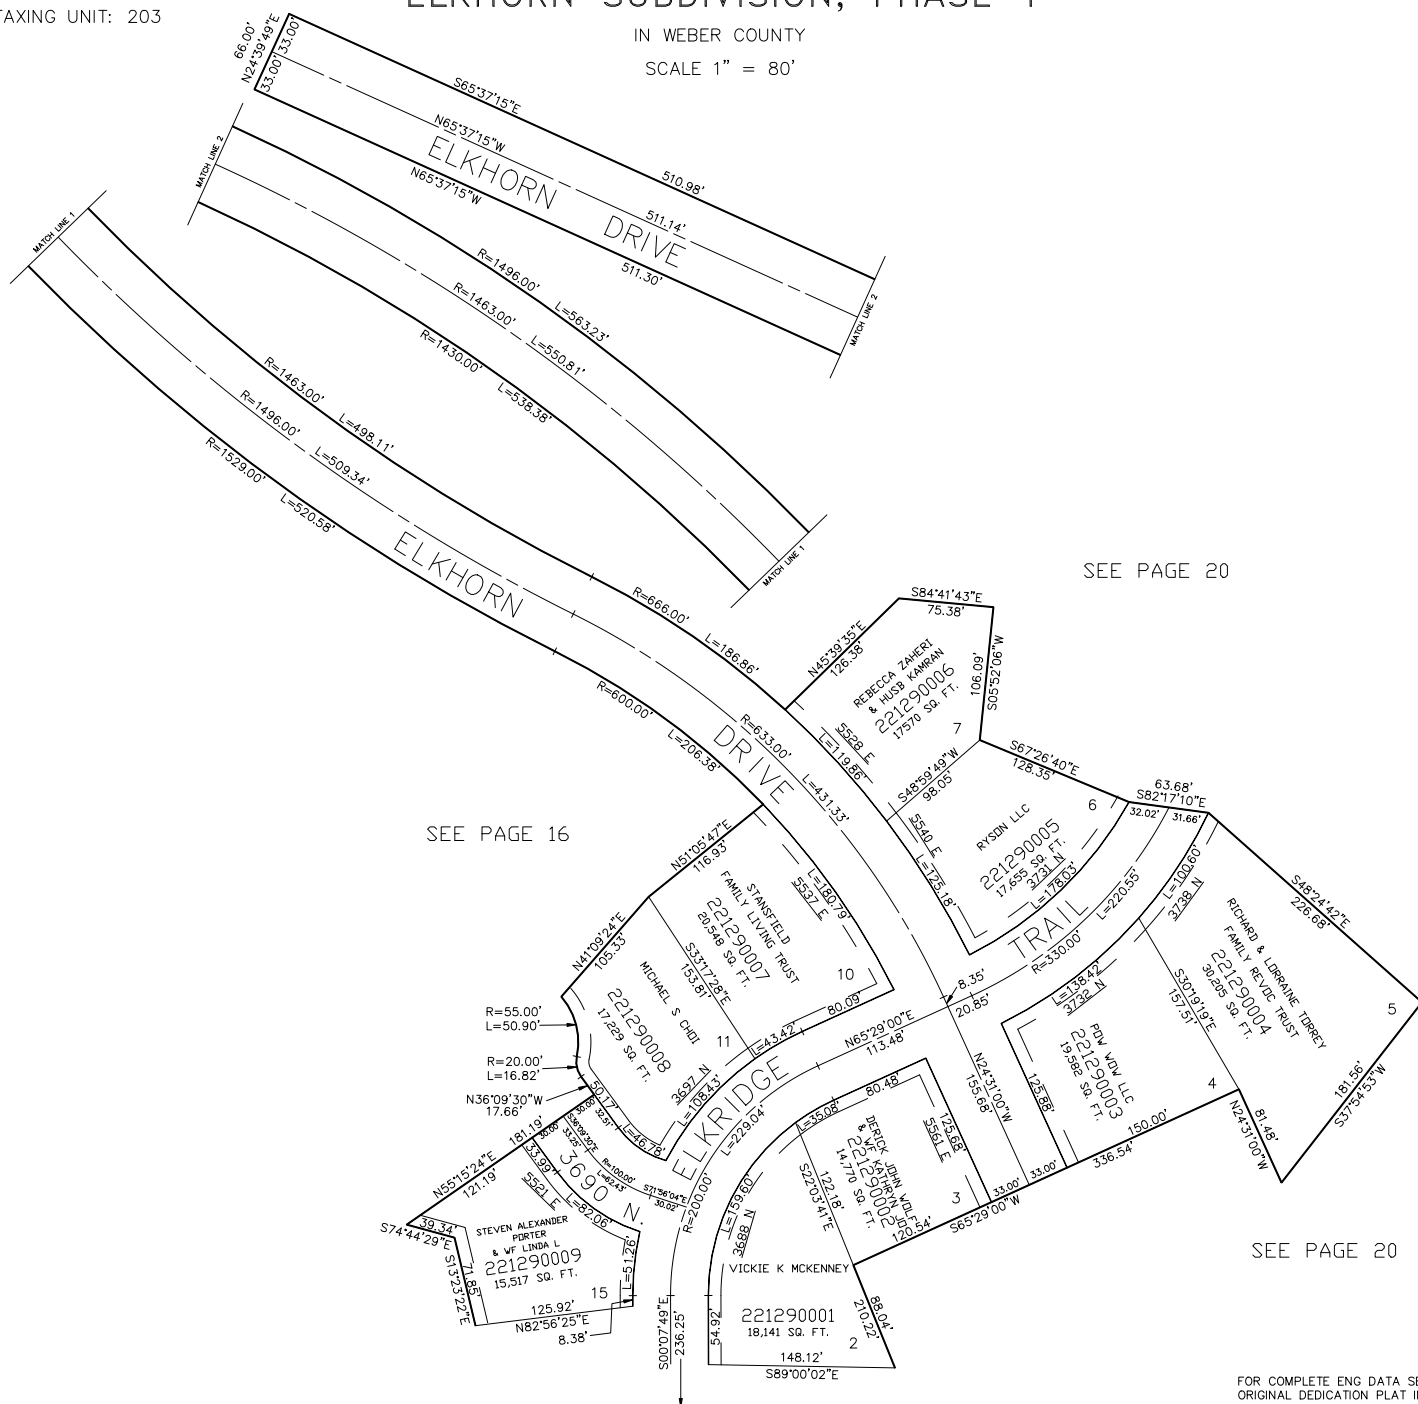 TAXING UNIT: 203
ELKHORN SUBDIVISION, PHASE 1
IN WEBER COUNTY
SCALE 1" = 80'
66.00'
N24°39'49"E
33.00'
33.00'
S65°37'15"E
510.98'
N65°37'15"W
511.14'
ELKHORN DRIVE
N65°37'15"W
511.30'
MATCH LINE 2
MATCH LINE 2
R=1496.00'
L=563.23'
R=1463.00'
L=550.81'
R=1430.00'
L=538.38'
MATCH LINE 1
MATCH LINE 1
R=1463.00'
L=498.11'
R=1496.00'
L=509.34'
R=1529.00'
L=520.58'
ELKHORN
DRIVE
R=666.00'
L=186.86'
R=600.00'
L=206.38'
R=633.00'
L=431.33'
SEE PAGE 20
S84°41'43"E
75.38'
N45°39'35"E
126.38'
106.09'
S05°52'06"W
REBECCA ZAHERI
& HUSB KAMRAN
221290006
17570 SQ. FT.
7
5528 E
L=119.86'
S48°59'49"W
98.05'
S67°26'40"E
128.35'
63.68'
S82°17'10"E
32.02'
31.66'
6
RYSON LLC
221290005
17,655 SQ. FT.
3731 N
L=178.03'
5540 E
L=125.18'
TRAIL
L=220.55'
R=330.00'
L=100.60'
3738 N
S48°24'42"E
226.68'
RICHARD & LORRAINE TORREY
FAMILY REVOC TRUST
221290004
30,205 SQ. FT.
5
181.56'
S37°54'53"W
S30°19'19"E
157.51'
L=138.42'
3732 N
POW WOW LLC
221290003
19,582 SQ. FT.
4
125.88'
150.00'
336.54'
N24°31'00"W
81.48'
SEE PAGE 16
N51°05'47"E
116.93'
L=180.79'
5537 E
STANSFIELD
FAMILY LIVING TRUST
221290007
20,548 SQ. FT.
10
S33°17'28"E
153.81'
80.09'
N41°09'24"E
105.33'
MICHAEL S CHOI
221290008
17,229 SQ. FT.
11
L=43.42'
3697 N
L=108.43'
R=55.00'
L=50.90'
R=20.00'
L=16.82'
N36°09'30"W
17.66'
50.17'
L=46.78'
8.35'
20.85'
N65°29'00"E
113.48'
ELKRIDGE
L=229.04'
R=200.00'
N24°31'00"W
155.68'
33.00'
33.00'
S65°29'00"W
80.48'
L=35.08'
125.68'
5561 E
DERICK JOHN WOLF
& WF KATHRYN JO
221290002
14,770 SQ. FT.
3
120.54'
S22°03'41"E
122.18'
L=159.60'
3688 N
VICKIE K MCKENNEY
221290001
18,141 SQ. FT.
2
54.92'
88.04'
210.22'
148.12'
S89°00'02"E
S00°07'49"E
236.25'
181.19'
30.00'
30.00'
N55°15'24"E
121.19'
S36°09'30"E
33.25'
32.51'
33.99'
3690 N.
R=100.00'
L=62.43'
S71°56'04"E
30.02'
5521 E
L=82.06'
39.34'
S74°44'29"E
STEVEN ALEXANDER
PORTER
& WF LINDA L
221290009
15,517 SQ. FT.
15
L=51.26'
71.85'
S13°23'22"E
125.92'
N82°56'25"E
8.38'
SEE PAGE 20
FOR COMPLETE ENG DATA SE
ORIGINAL DEDICATION PLAT I